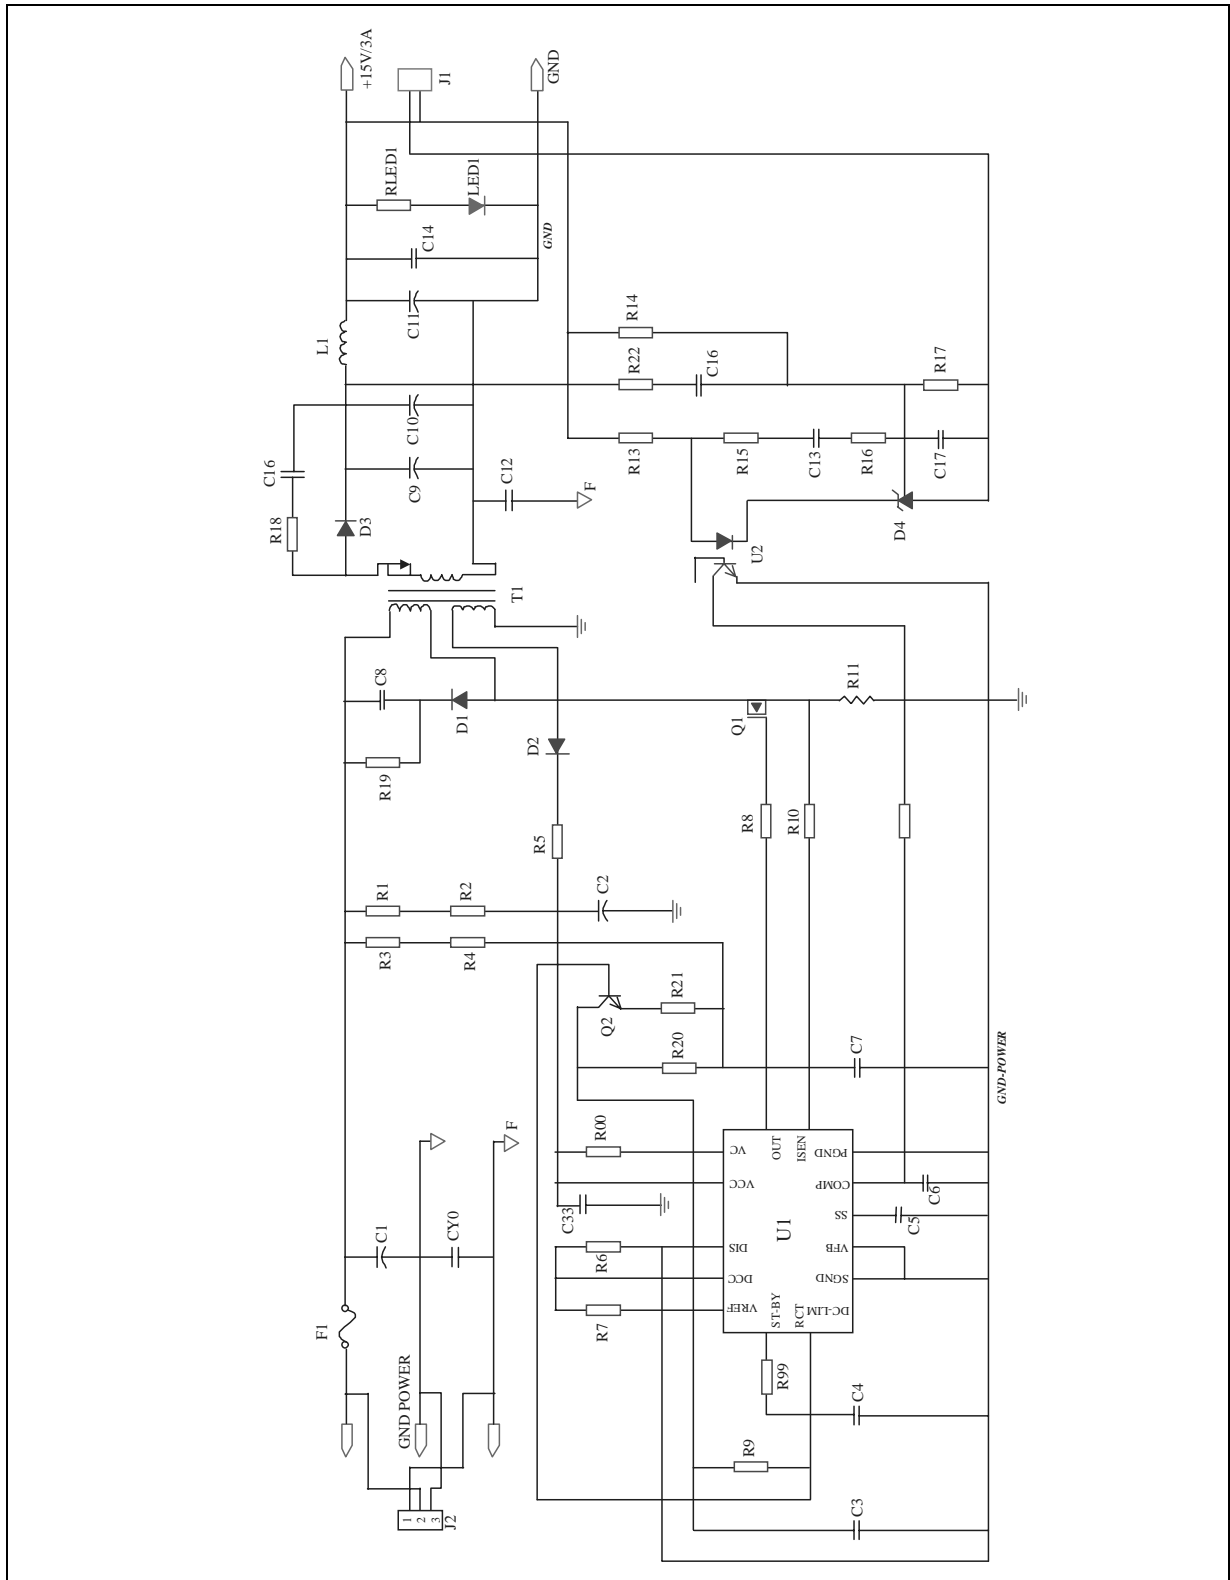 +15V/3A
J1
GND
RLED1
LED1
C14
GND
C11
L1
R14
R22
C16
R17
C10
C9
C16
R18
D3
C12
F
R13
R15
C13
R16
C17
D4
U2
T1
C8
D1
R19
D2
R5
Q1
R11
R8
R10
R1
R2
R3
R4
C2
Q2
R21
R20
C7
GND-POWER
R00
C33
R6
R7
VC
VCC
DIS
DCC
VREF
OUT
ISEN
U1
ST-BY
RCT
PGND
COMP
SS
VFB
SGND
DC-LIM
C6
C5
F
C1
CY0
F1
GND POWER
R99
C4
R9
C3
1
2
3
J2